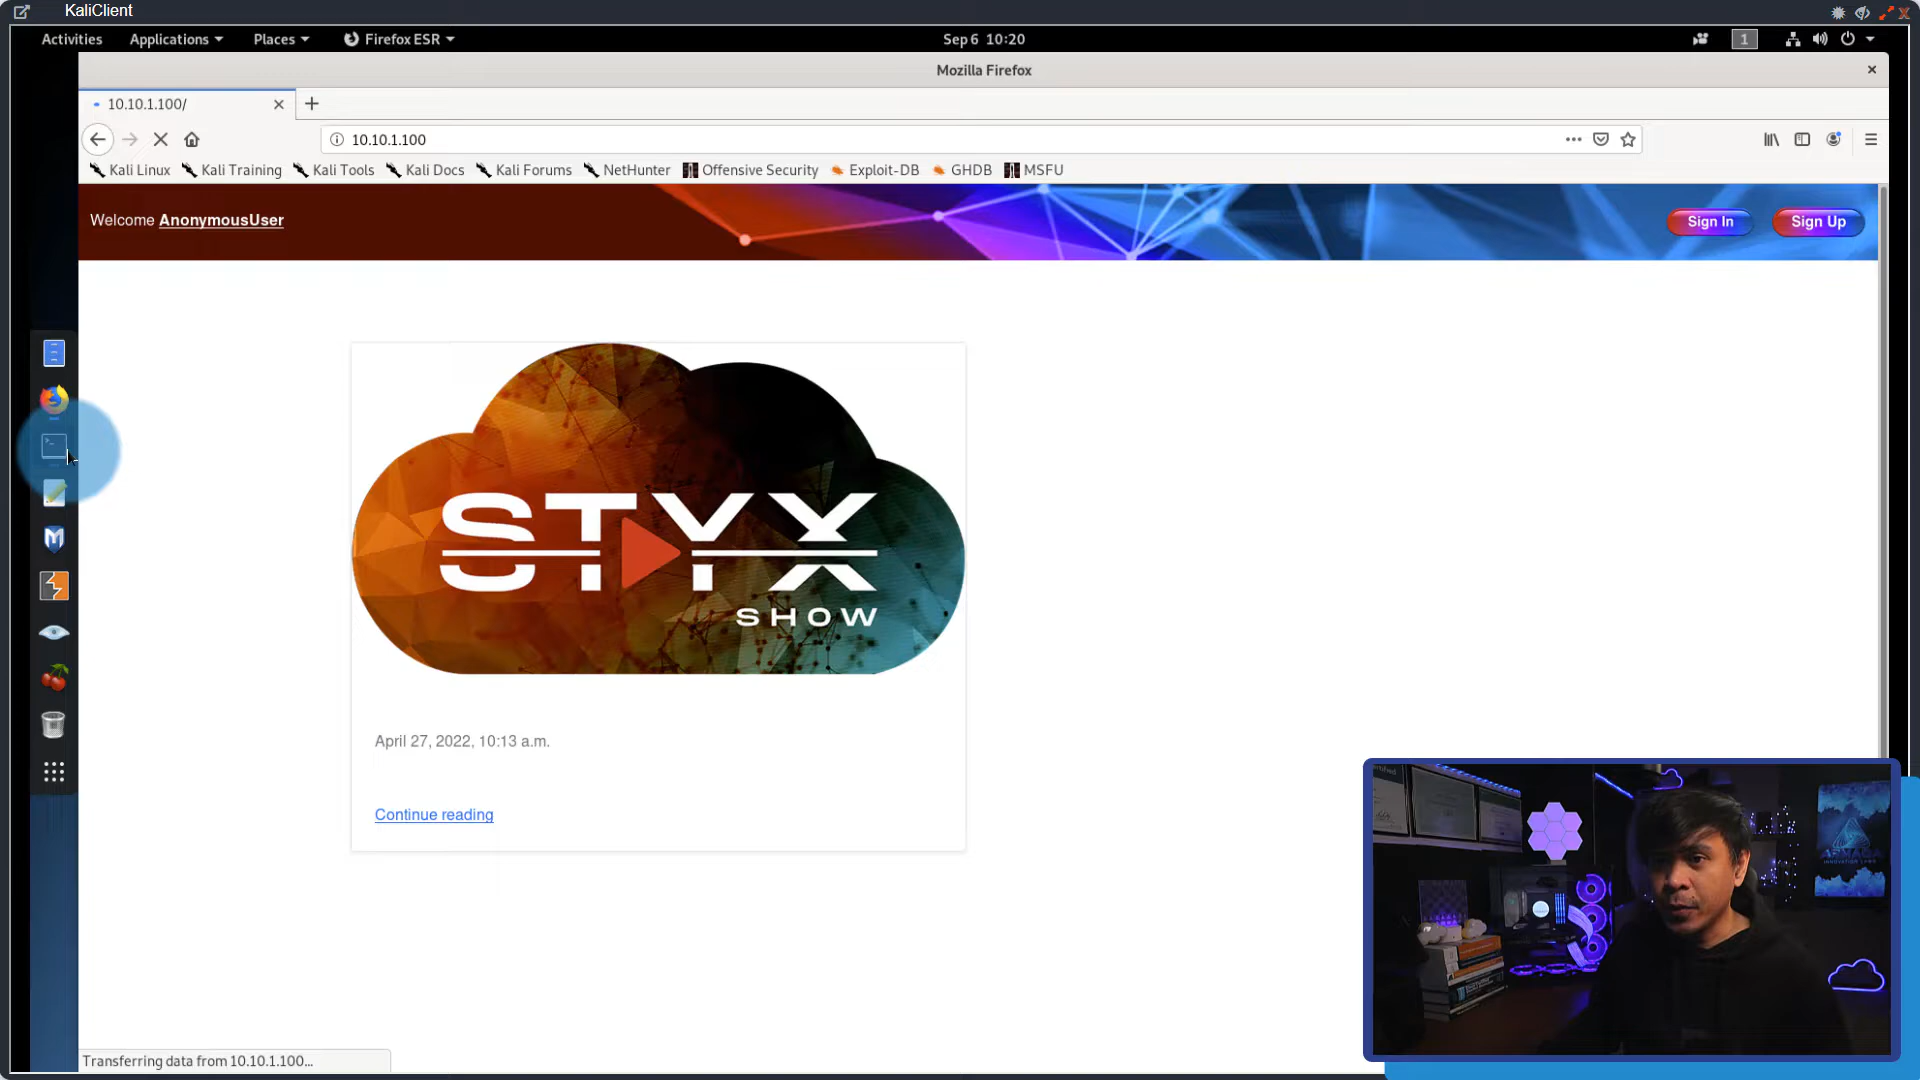 KaliClient
Activities Applications Places Firefox ESR Sep 6 10:20 1
Mozilla Firefox
10.10.1.100/
10.10.1.100
Kali Linux Kali Training Kali Tools Kali Docs Kali Forums NetHunter Offensive Security Exploit-DB GHDB MSFU
Welcome AnonymousUser Sign In Sign Up
STYX
SHOW
April 27, 2022, 10:13 a.m.
Continue reading
Transferring data from 10.10.1.100...